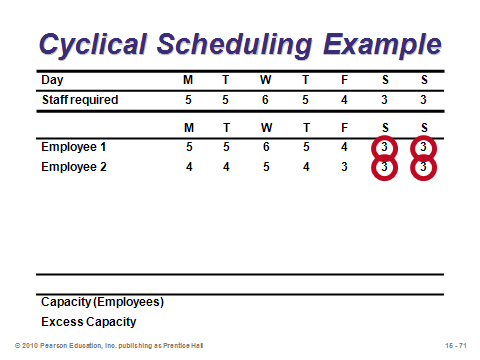 Cyclical Scheduling Example
Day M T W T F S S
Staff required 5 5 6 5 4 3 3
M T W T F S S
Employee 1 5 5 6 5 4 3 3
Employee 2 4 4 5 4 3 3 3
Capacity (Employees)
Excess Capacity
© 2010 Pearson Education, Inc. publishing as Prentice Hall 15 - 71